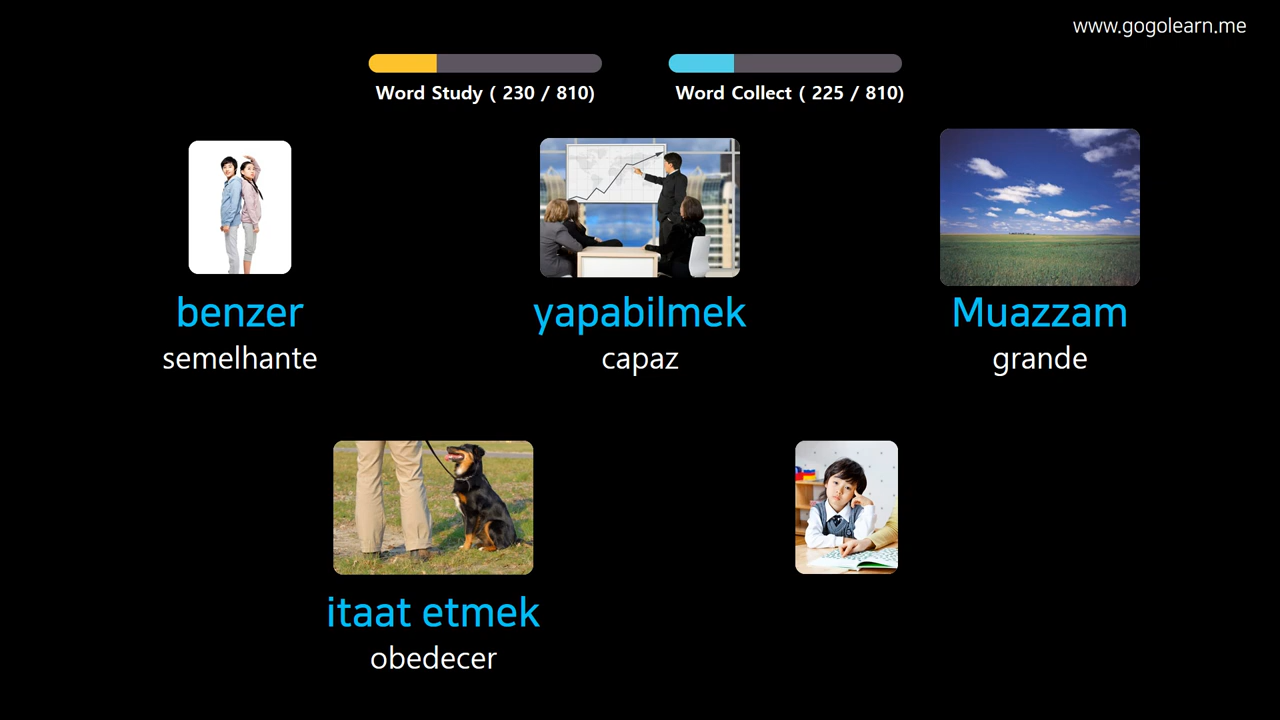 www.gogolearn.me
Word Study ( 230 / 810)
Word Collect ( 225 / 810)
benzer
semelhante
yapabilmek
capaz
Muazzam
grande
itaat etmek
obedecer